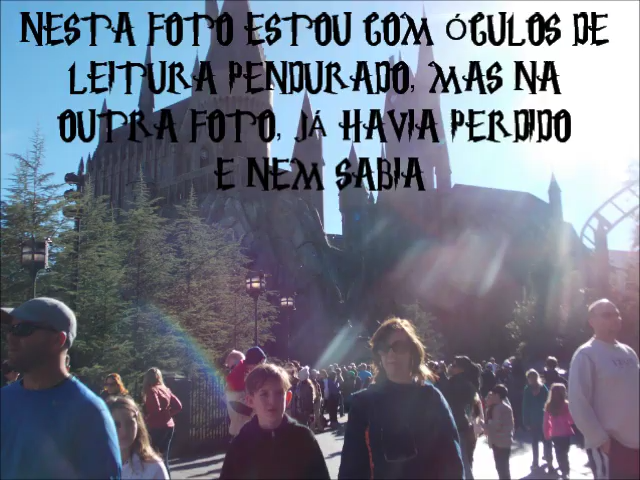 NESTA FOTO ESTOU COM ÓCULOS DE
LEITURA PENDURADO, MAS NA
OUTRA FOTO, JÁ HAVIA PERDIDO
E NEM SABIA